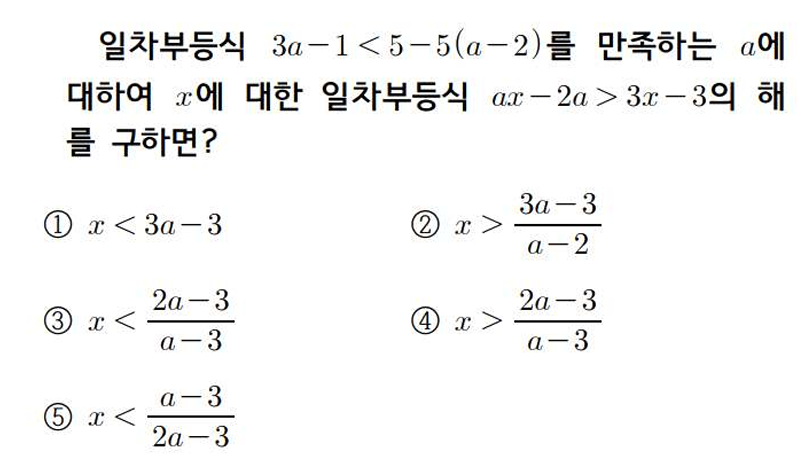 일차부등식 3a-1<5-5(a-2)를 만족하는 a에
대하여 x에 대한 일차부등식 ax-2a>3x-3의 해
를 구하면?
① x<3a-3 ② x>\frac{3a-3}{a-2}
③ x<\frac{2a-3}{a-3} ④ x>\frac{2a-3}{a-3}
⑤ x<\frac{a-3}{2a-3}